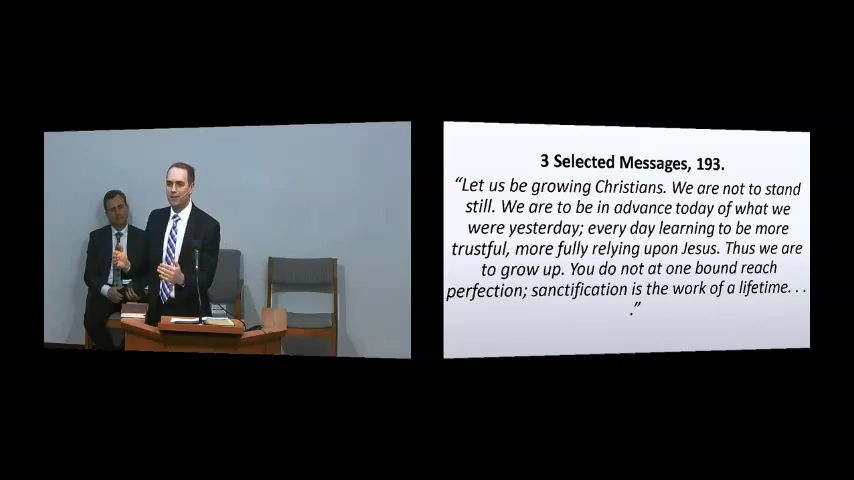 3 Selected Messages, 193.
“Let us be growing Christians. We are not to stand
still. We are to be in advance today of what we
were yesterday; every day learning to be more
trustful, more fully relying upon Jesus. Thus we are
to grow up. You do not at one bound reach
perfection; sanctification is the work of a lifetime. . .
.”